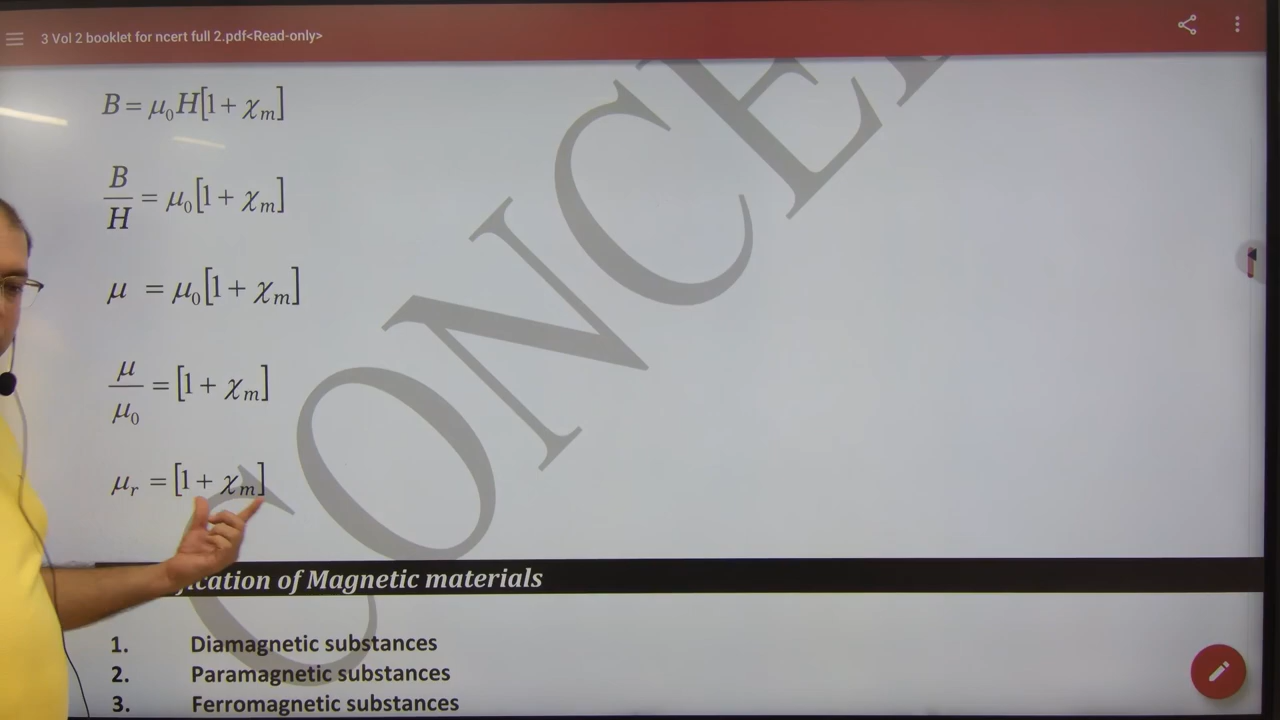 3 Vol 2 booklet for ncert full 2.pdf<Read-only>
B = μ₀H[1 + χₘ]
B/H = μ₀[1 + χₘ]
μ = μ₀[1 + χₘ]
μ/μ₀ = [1 + χₘ]
μᵣ = [1 + χₘ]
of Magnetic materials
1. Diamagnetic substances
2. Paramagnetic substances
3. Ferromagnetic substances